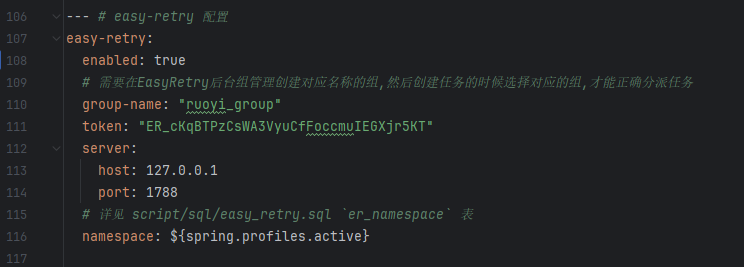 106 --- # easy-retry 配置
107 easy-retry:
108 enabled: true
109 # 需要在EasyRetry后台组管理创建对应名称的组,然后创建任务的时候选择对应的组,才能正确分派任务
110 group-name: "ruoyi_group"
111 token: "ER_cKqBTPzCsWA3VyuCfFoccmuIEGXjr5KT"
112 server:
113 host: 127.0.0.1
114 port: 1788
115 # 详见 script/sql/easy_retry.sql `er_namespace` 表
116 namespace: ${spring.profiles.active}
117